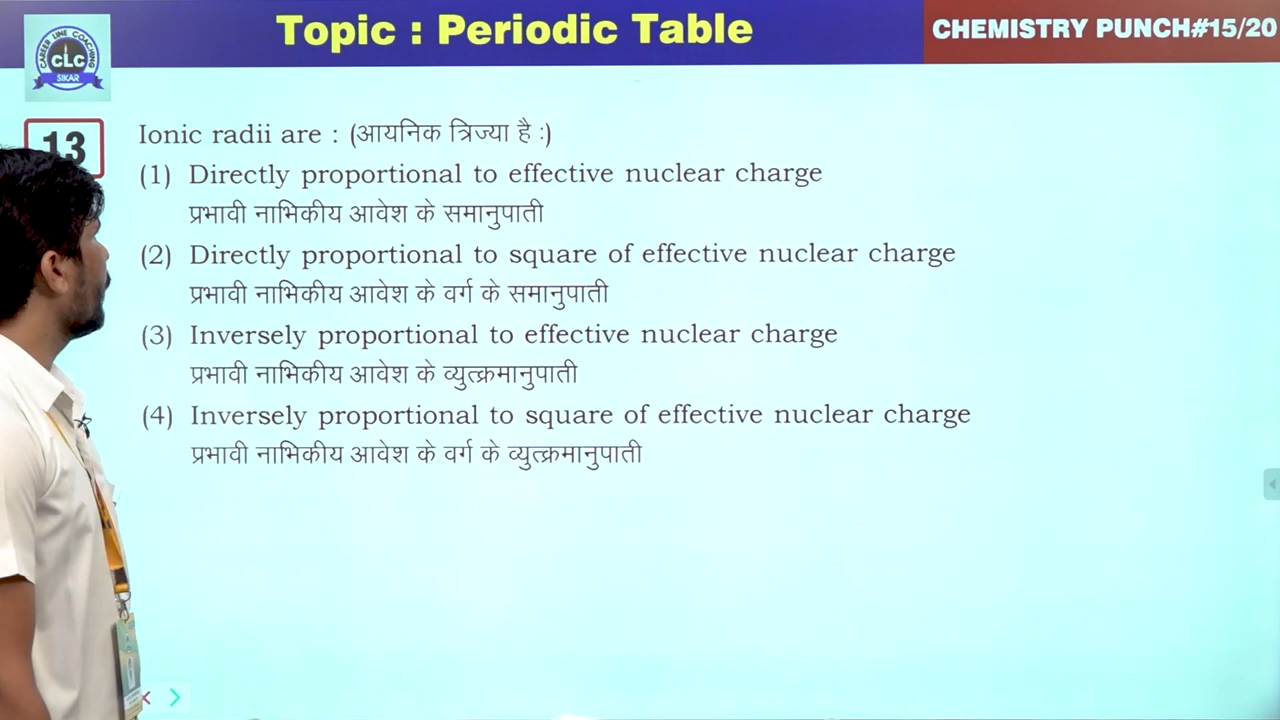 Topic : Periodic Table
CHEMISTRY PUNCH#15/20
CAREER LINE COACHING
CLC
SIKAR
13
Ionic radii are : (आयनिक त्रिज्या है :)
(1) Directly proportional to effective nuclear charge
प्रभावी नाभिकीय आवेश के समानुपाती
(2) Directly proportional to square of effective nuclear charge
प्रभावी नाभिकीय आवेश के वर्ग के समानुपाती
(3) Inversely proportional to effective nuclear charge
प्रभावी नाभिकीय आवेश के व्युत्क्रमानुपाती
(4) Inversely proportional to square of effective nuclear charge
प्रभावी नाभिकीय आवेश के वर्ग के व्युत्क्रमानुपाती